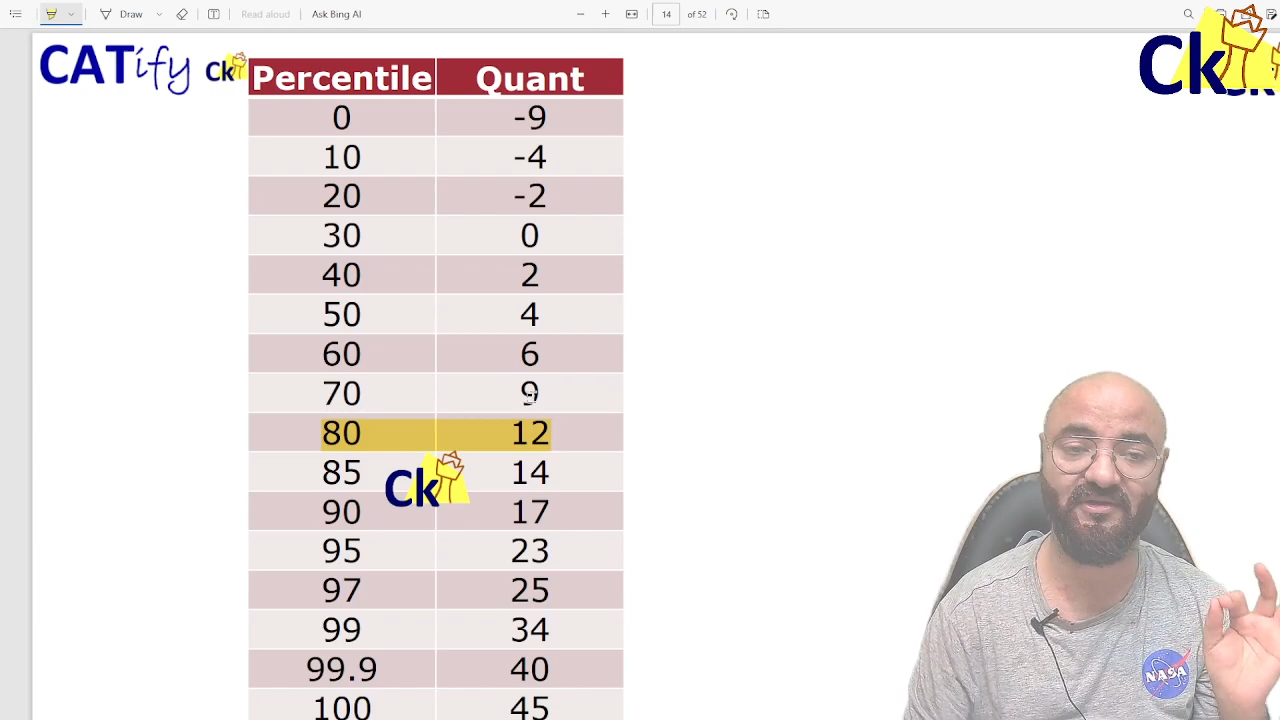 Read aloud
Ask Bing AI
Draw
14 of 52
CATify Ck
Ck
Percentile Quant
0 -9
10 -4
20 -2
30 0
40 2
50 4
60 6
70 9
80 12
85 14
Ck
90 17
95 23
97 25
99 34
99.9 40
100 45
NASA